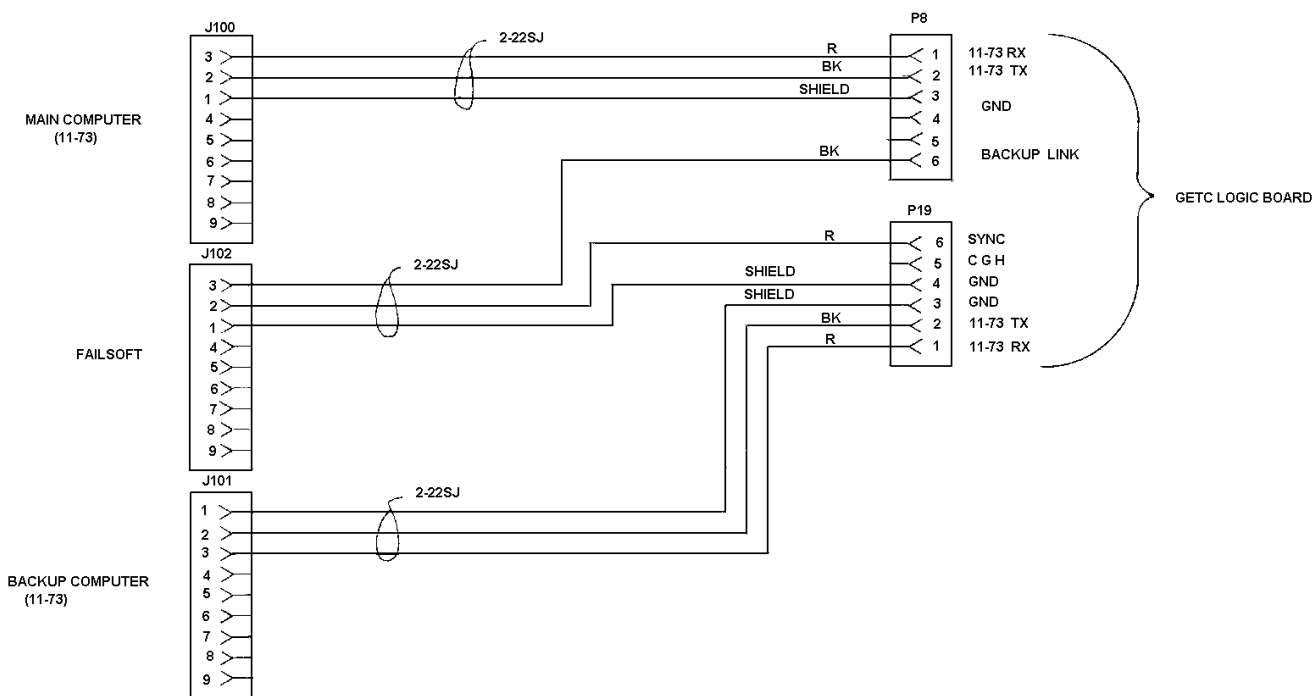 J100
3
2
1
4
5
6
7
8
9
MAIN COMPUTER
(11-73)
2-22SJ
R
BK
SHIELD
BK
P8
1 11-73 RX
2 11-73 TX
3
GND
4
5
6 BACKUP LINK
J102
3
2
1
4
5
6
7
8
9
FAILSOFT
2-22SJ
R
SHIELD
SHIELD
BK
R
P19
6 SYNC
5 C G H
4 GND
3 GND
2 11-73 TX
1 11-73 RX
GETC LOGIC BOARD
J101
1
2
3
4
5
6
7
8
9
BACKUP COMPUTER
(11-73)
2-22SJ